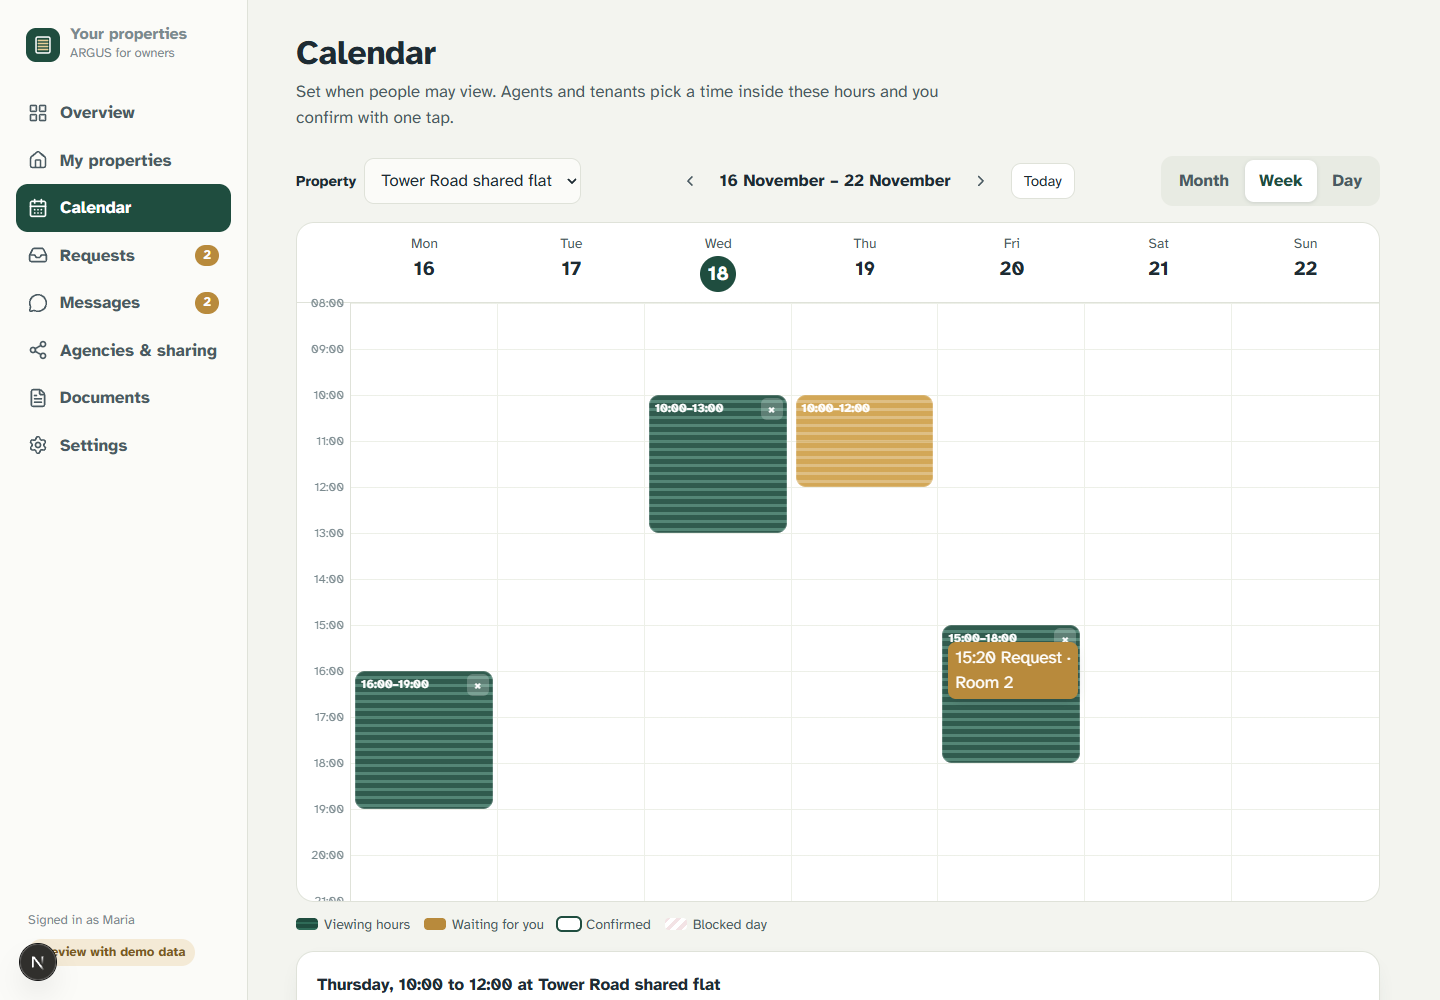 Your properties
ARGUS for owners
Overview
My properties
Calendar
Requests 2
Messages 2
Agencies & sharing
Documents
Settings
Signed in as Maria
eview with demo data
N
Calendar
Set when people may view. Agents and tenants pick a time inside these hours and you
confirm with one tap.
Property Tower Road shared flat
16 November – 22 November
Today
Month Week Day
Mon Tue Wed Thu Fri Sat Sun
16 17 18 19 20 21 22
08:00
09:00
10:00
11:00
12:00
13:00
14:00
15:00
16:00
17:00
18:00
19:00
20:00
21:00
16:00–19:00 ×
10:00–13:00 ×
10:00–12:00
15:00–18:00 ×
15:20 Request ·
Room 2
Viewing hours Waiting for you Confirmed Blocked day
Thursday, 10:00 to 12:00 at Tower Road shared flat